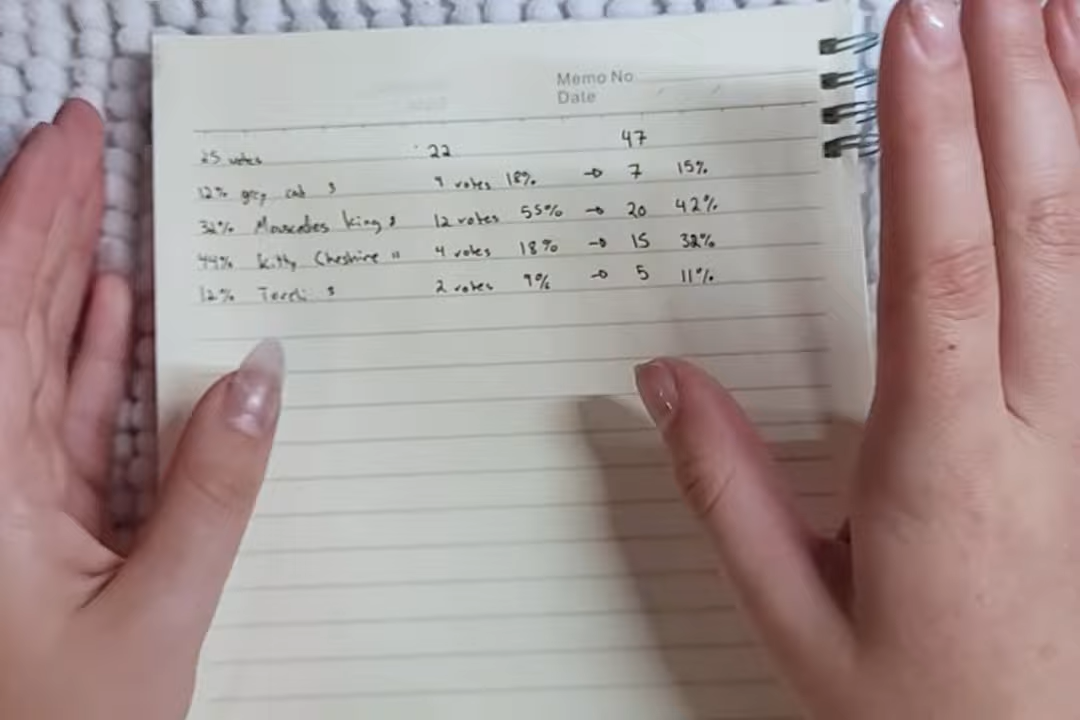 Memo No
Date
25 votes 22 47
12% grey cat 3 4 votes 18% → 7 15%
32% Mouscedes king 8 12 votes 55% → 20 42%
44% Kitty Cheshire 11 4 votes 18% → 15 32%
12% 3 2 votes 9% → 5 11%